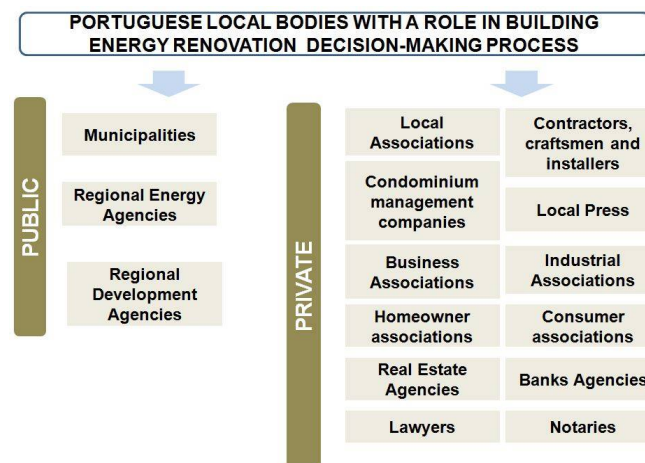 PORTUGUESE LOCAL BODIES WITH A ROLE IN BUILDING
ENERGY RENOVATION DECISION-MAKING PROCESS
PUBLIC
Municipalities
Regional Energy
Agencies
Regional
Development
Agencies
PRIVATE
Local
Associations
Condominium
management
companies
Business
Associations
Homeowner
associations
Real Estate
Agencies
Lawyers
Contractors,
craftsmen and
installers
Local Press
Industrial
Associations
Consumer
associations
Banks Agencies
Notaries